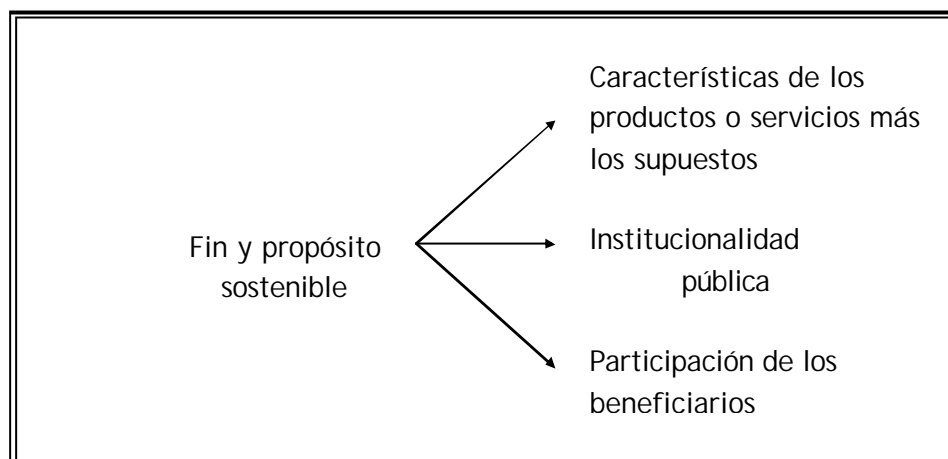 Características de los
productos o servicios más
los supuestos
Fin y propósito
sostenible
Institucionalidad
pública
Participación de los
beneficiarios